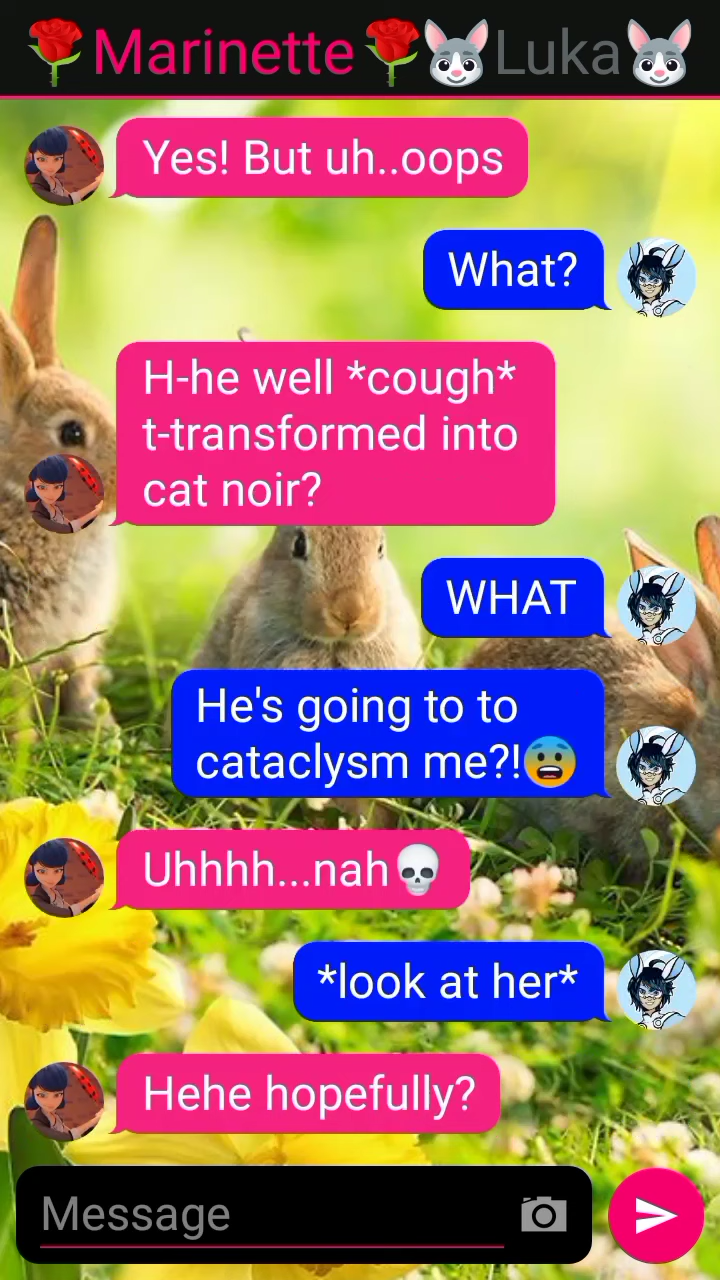 🌹Marinette🌹🐰Luka🐰
Yes! But uh..oops
What?
H-he well *cough*
t-transformed into
cat noir?
WHAT
He's going to to
cataclysm me?!😨
Uhhhh...nah💀
*look at her*
Hehe hopefully?
Message